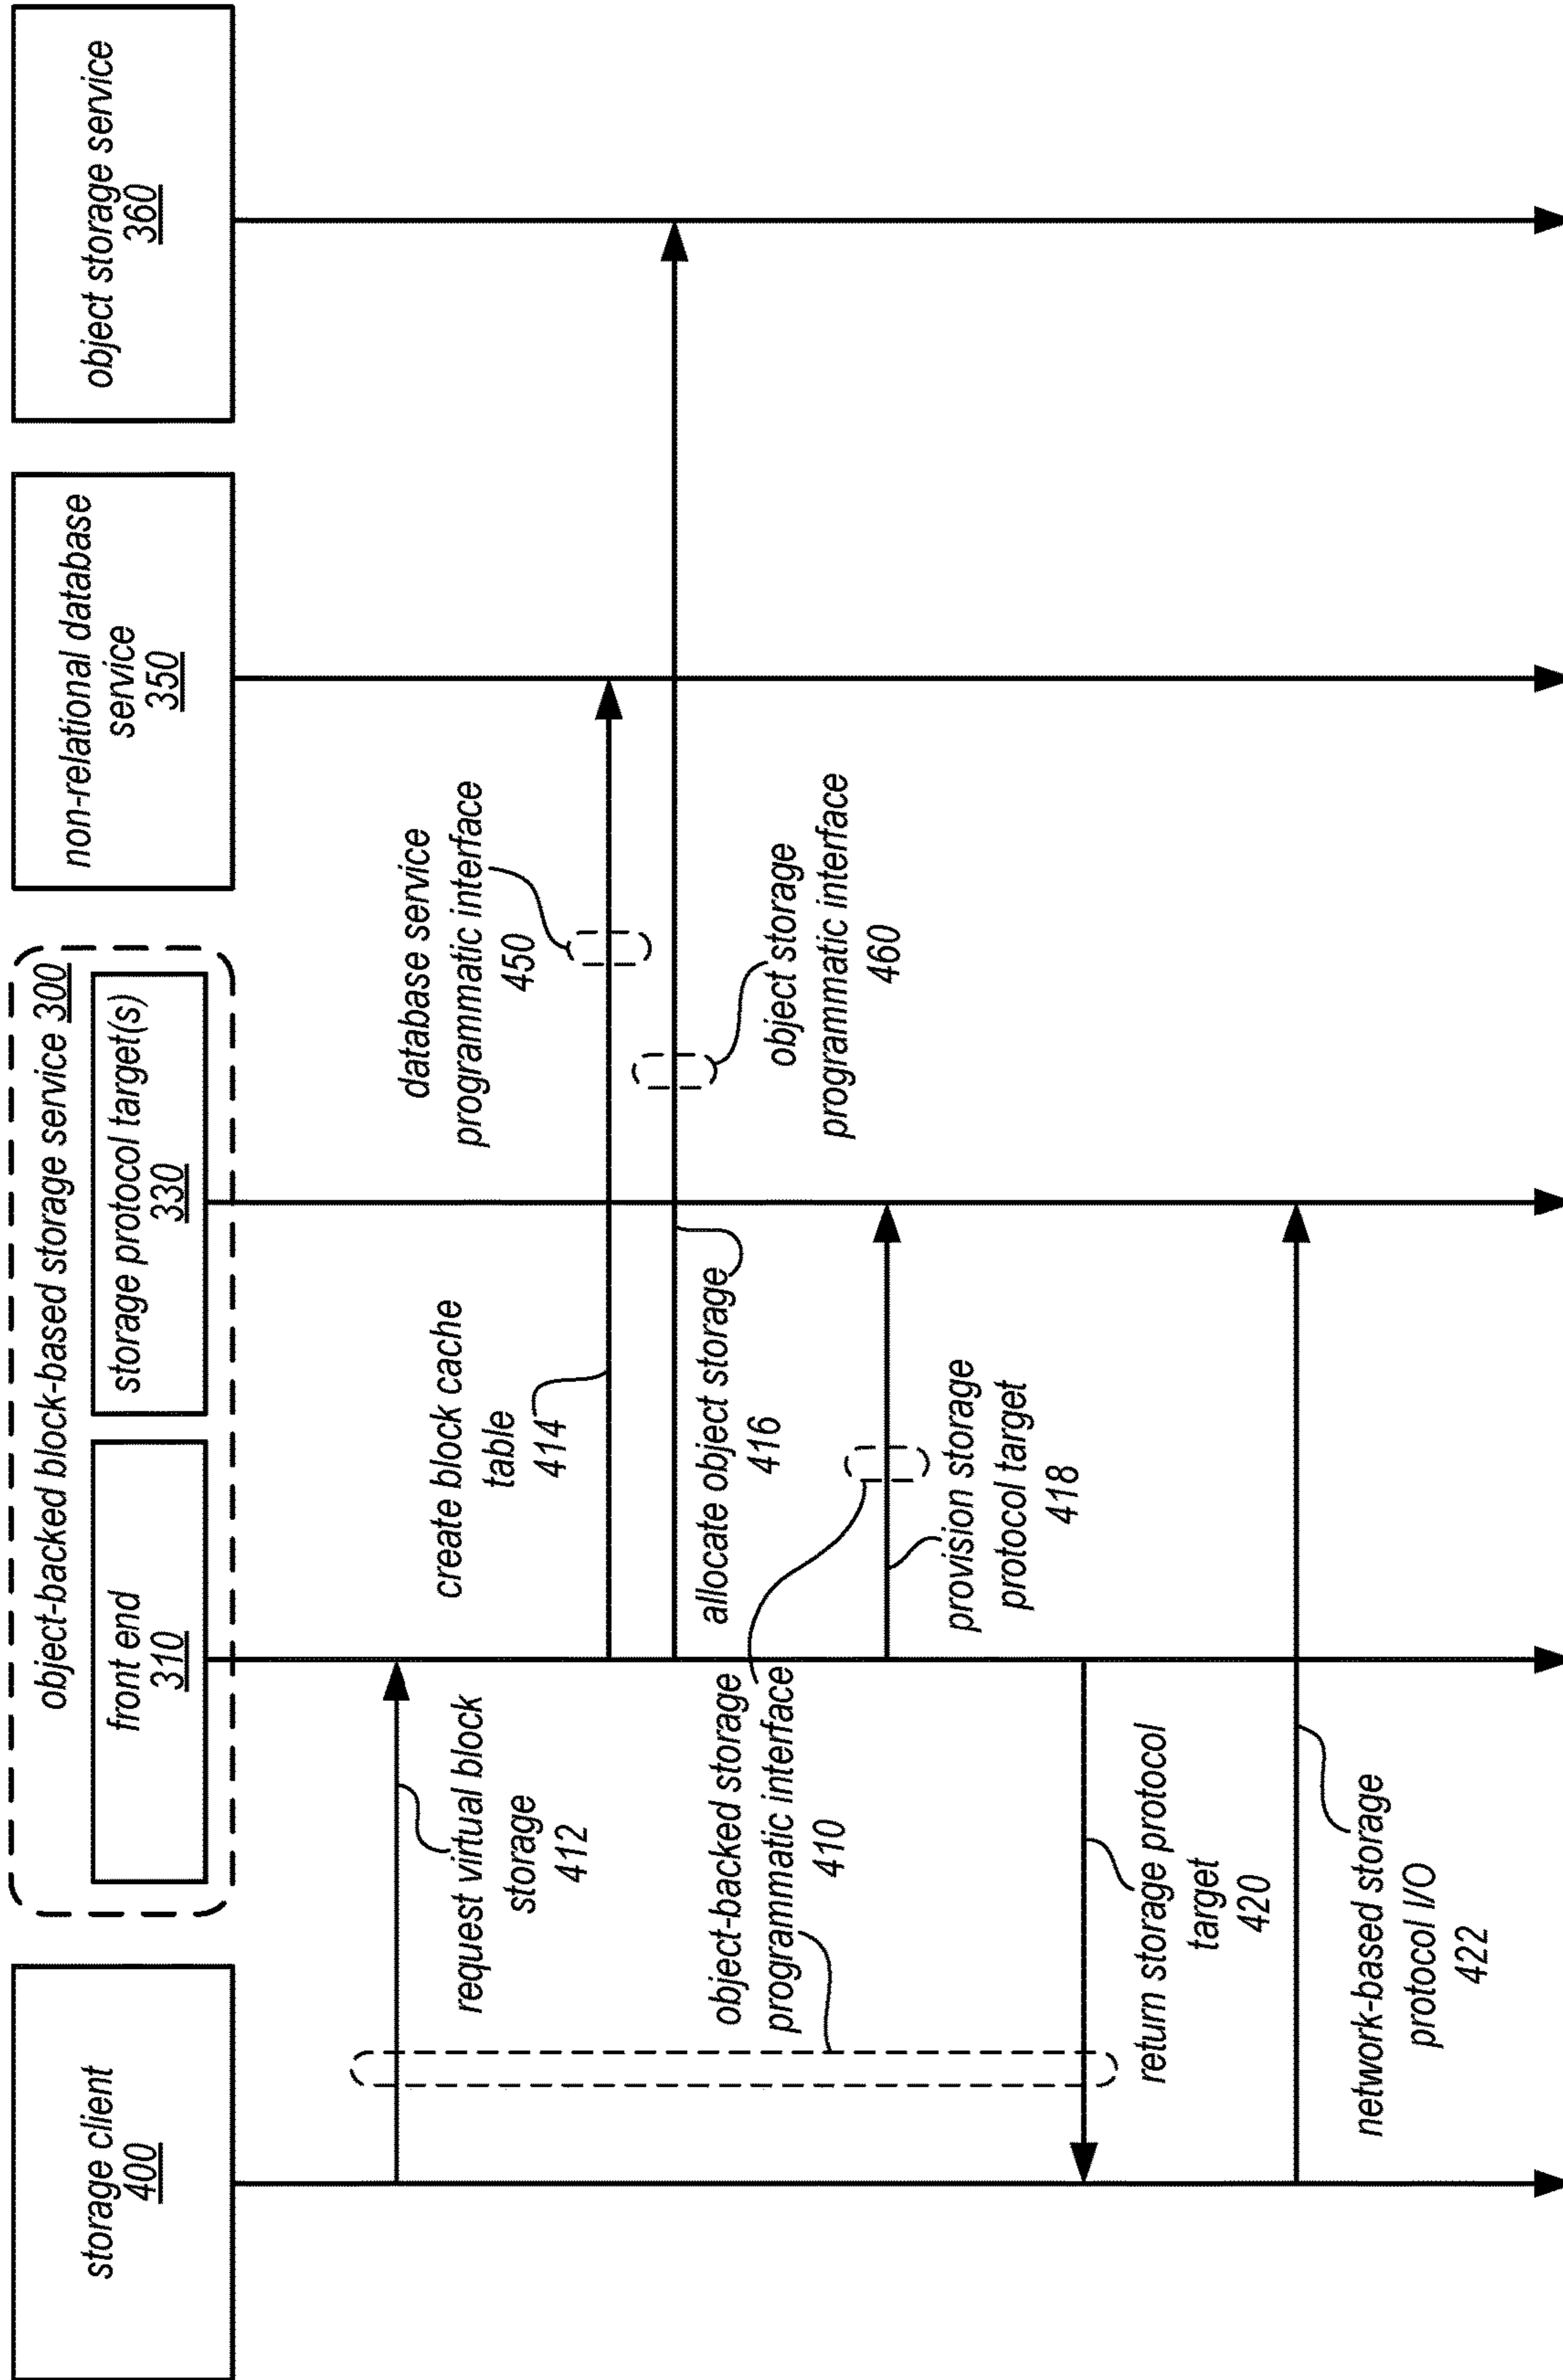 storage client
400
object-backed block-based storage service 300
front end
310
storage protocol target(s)
330
non-relational database
service
350
object storage service
360
request virtual block
storage
412
create block cache
table
414
database service
programmatic interface
450
allocate object storage
416
object storage
programmatic interface
460
object-backed storage
programmatic interface
410
provision storage
protocol target
418
return storage protocol
target
420
network-based storage
protocol I/O
422